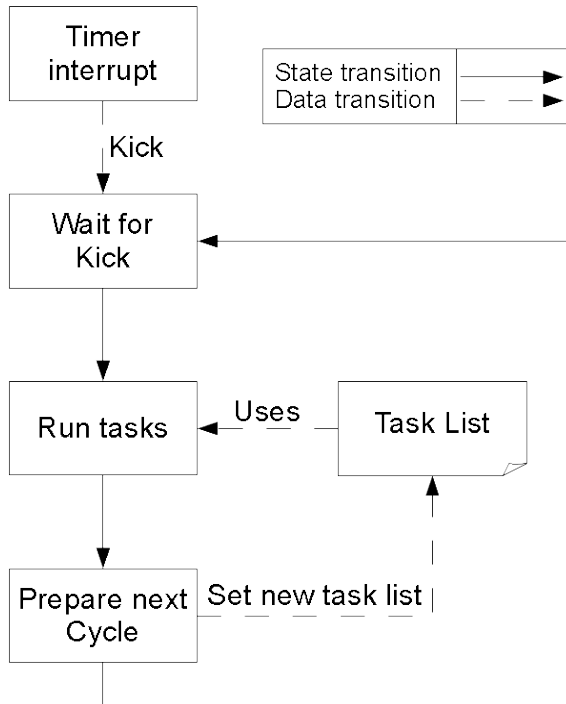 Timer
interrupt
State transition
Data transition
Kick
Wait for
Kick
Run tasks
Uses
Task List
Prepare next
Cycle
Set new task list